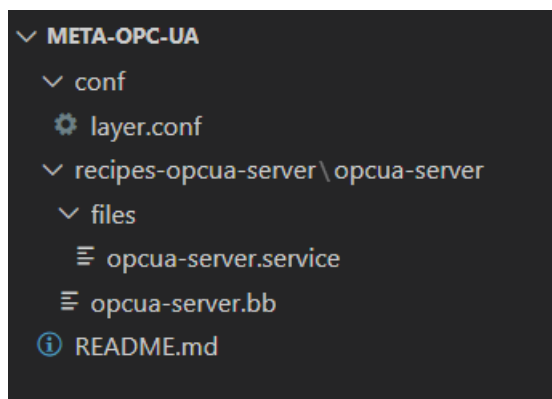 META-OPC-UA
conf
layer.conf
recipes-opcua-server\opcua-server
files
opcua-server.service
opcua-server.bb
README.md